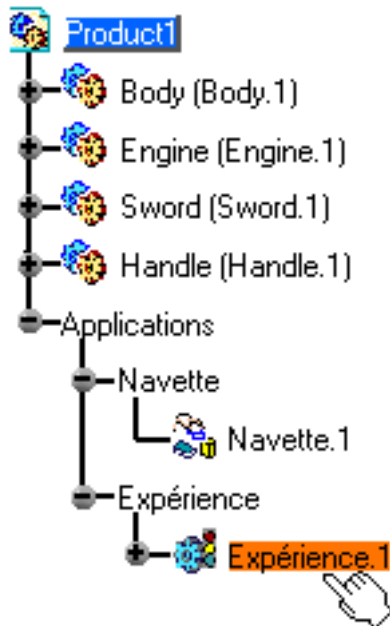 Product1
Body (Body.1)
Engine (Engine.1)
Sword (Sword.1)
Handle (Handle.1)
Applications
Navette
Navette.1
Expérience
Expérience.1